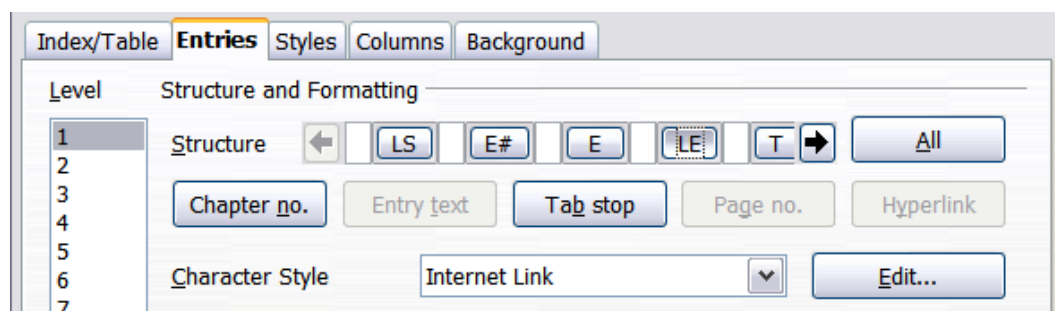 Index/Table Entries Styles Columns Background
Level Structure and Formatting
1
Structure LS E# E LE T All
2
3
Chapter no. Entry text Tab stop Page no. Hyperlink
4
5
Character Style Internet Link Edit...
6
7